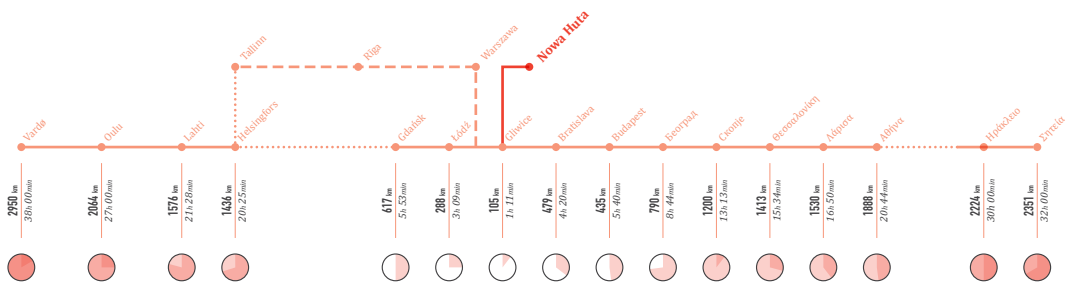 Tallinn
Rīga
Warszawa
Nowa Huta
Vardø
Oulu
Lahti
Helsingfors
Gdańsk
Łódź
Gliwice
Bratislava
Budapest
Београд
Скопје
Θεσσαλονίκη
Λάρισα
Αθήνα
Ηράκλειο
Σητεία
2950 km
38h 00min
2064 km
27h 00min
1576 km
21h 28min
1436 km
20h 25min
617 km
5h 53min
288 km
3h 09min
105 km
1h 11min
479 km
4h 20min
435 km
5h 40min
790 km
8h 44min
1200 km
13h 13min
1413 km
15h 34min
1530 km
16h 50min
1888 km
20h 44min
2224 km
30h 00min
2351 km
32h 00min